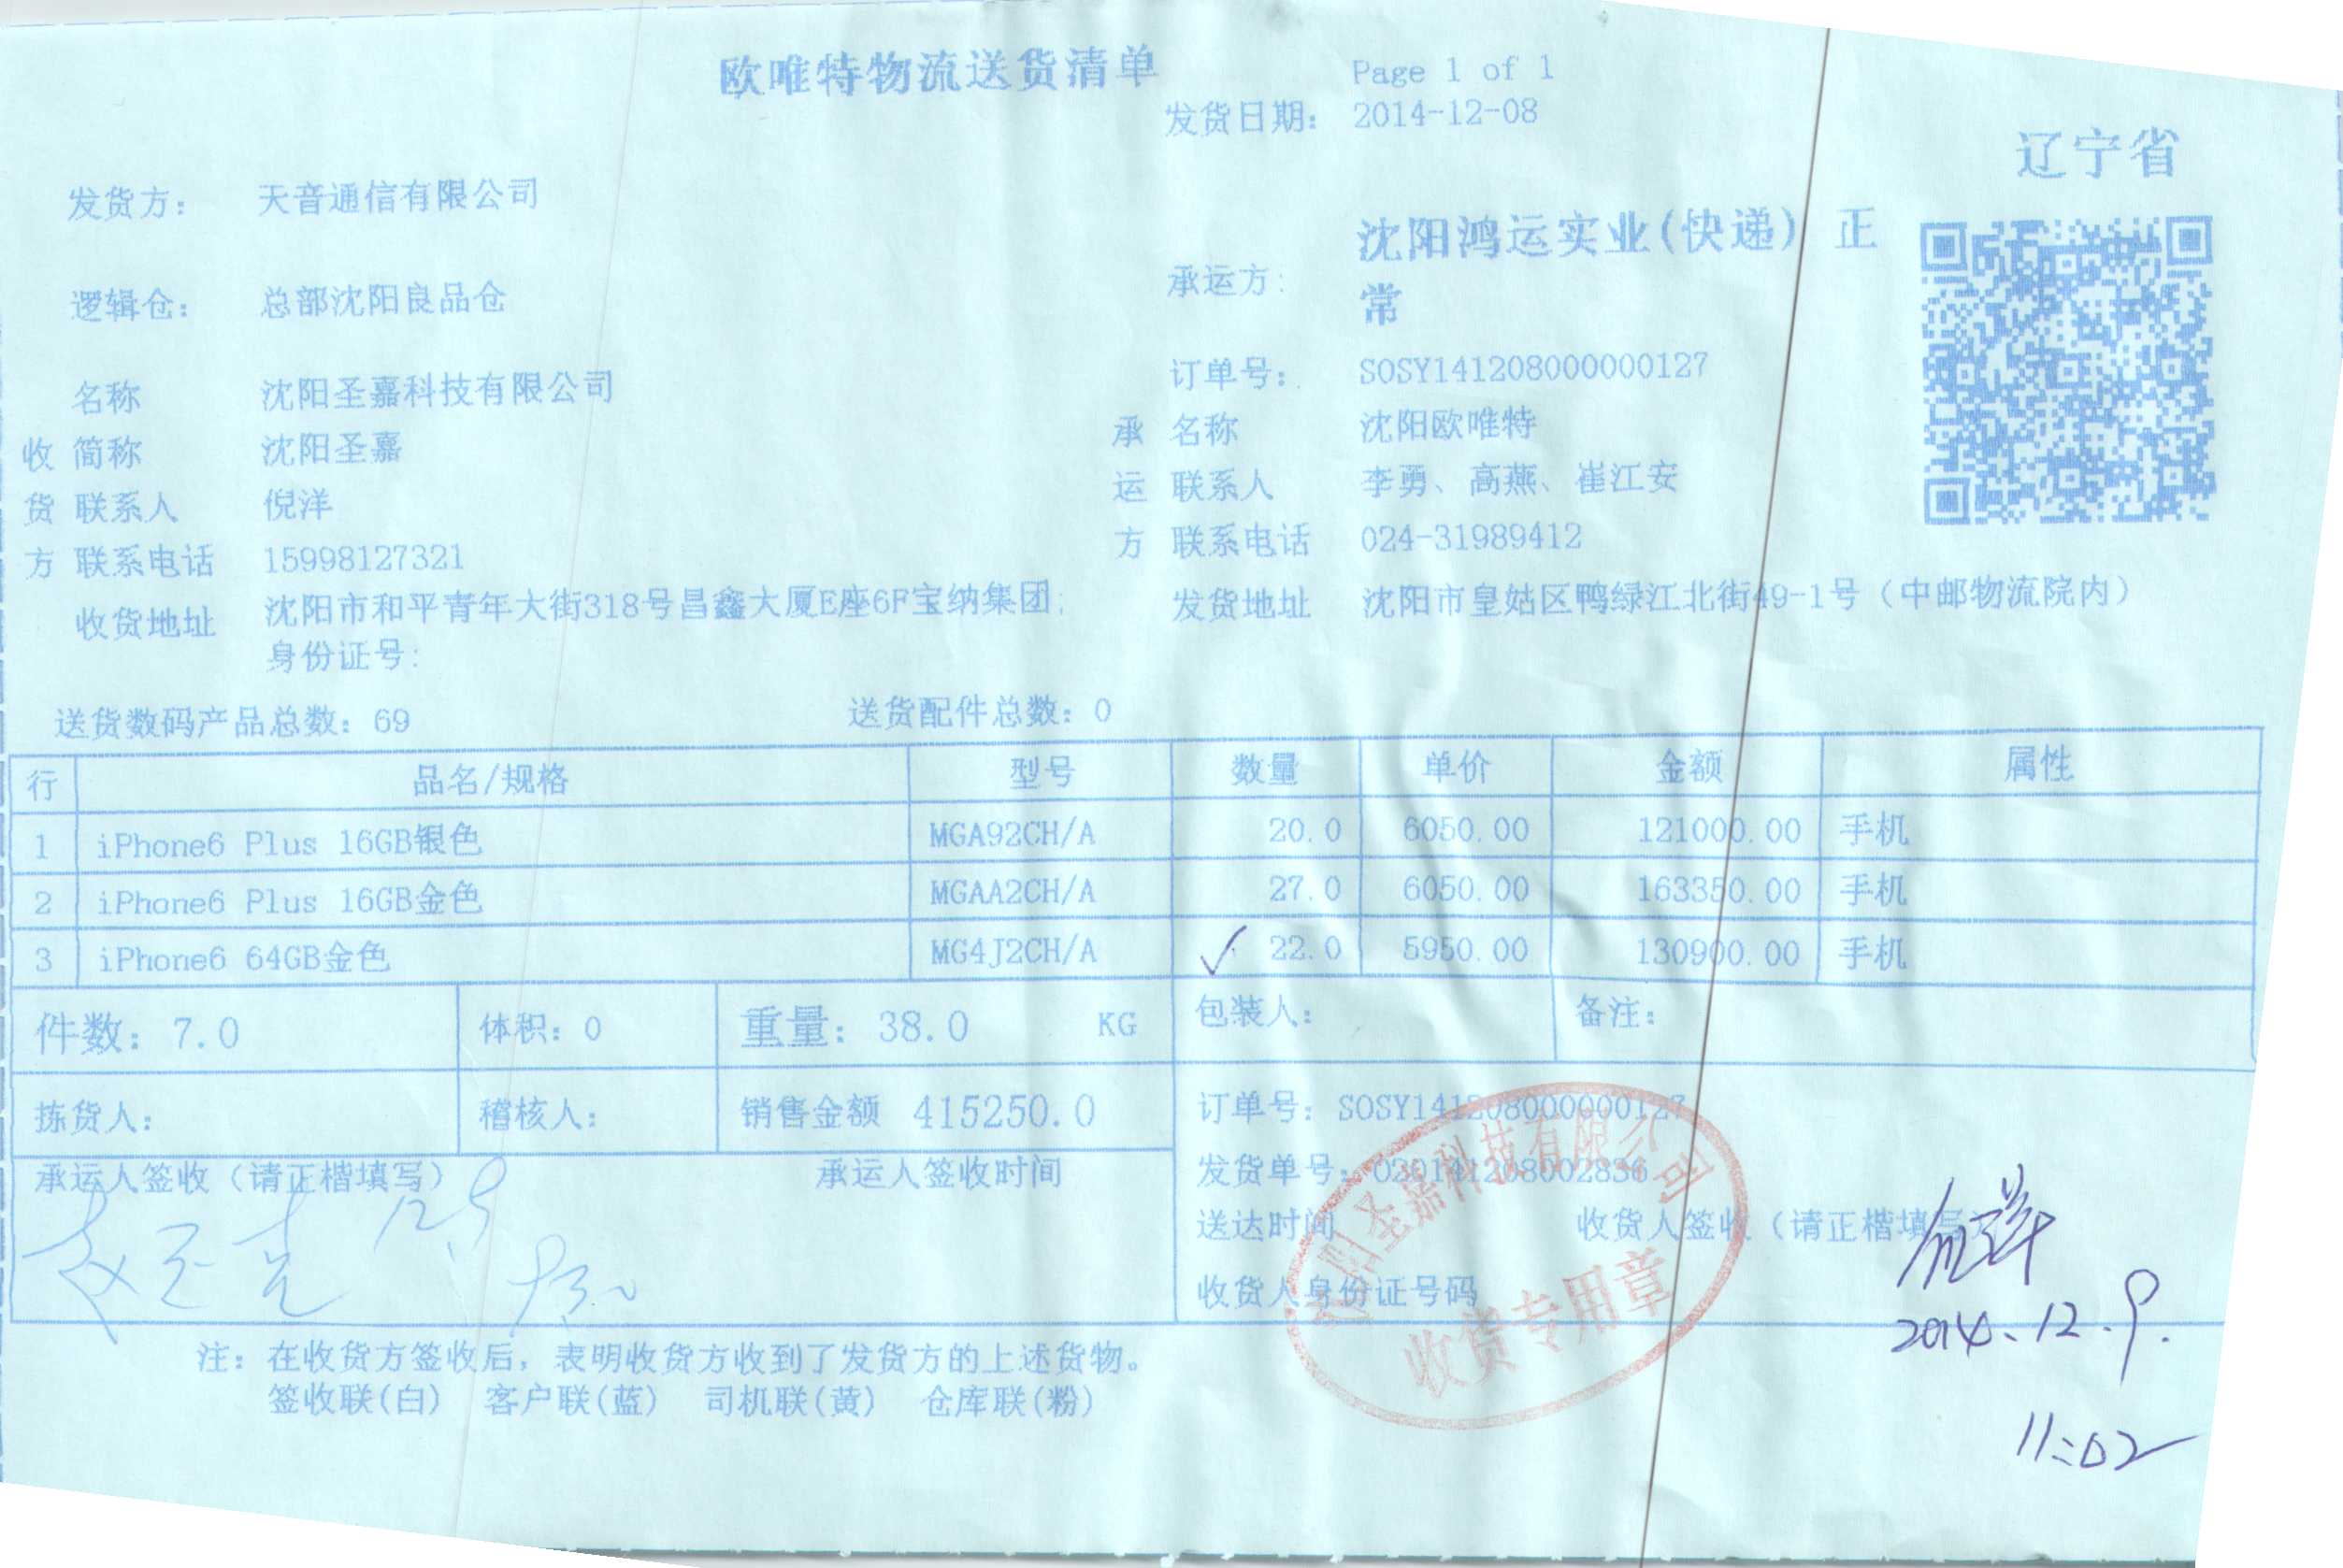 欧唯特物流送货清单
Page 1 of 1
发货日期: 2014-12-08
辽宁省
发货方: 天音通信有限公司
承运方: 沈阳鸿运实业(快递) 正常
逻辑仓: 总部沈阳良品仓
订单号: SOSY141208000000127
收货方
名称 沈阳圣嘉科技有限公司
简称 沈阳圣嘉
联系人 倪洋
联系电话 15998127321
收货地址 沈阳市和平青年大街318号昌鑫大厦E座6F宝纳集团;
身份证号:
承运方
名称 沈阳欧唯特
联系人 李勇、高燕、崔江安
联系电话 024-31989412
发货地址 沈阳市皇姑区鸭绿江北街49-1号（中邮物流院内）
送货数码产品总数: 69 送货配件总数: 0
行 品名/规格 型号 数量 单价 金额 属性
1 iPhone6 Plus 16GB银色 MGA92CH/A 20.0 6050.00 121000.00 手机
2 iPhone6 Plus 16GB金色 MGAA2CH/A 27.0 6050.00 163350.00 手机
3 iPhone6 64GB金色 MG4J2CH/A ✓ 22.0 5950.00 130900.00 手机
件数: 7.0 体积: 0 重量: 38.0 KG 包装人: 备注:
拣货人: 稽核人: 销售金额 415250.0
订单号: SOSY141208000000127
承运人签收（请正楷填写） 承运人签收时间
发货单号: 020141208002836
送达时间 收货人签收（请正楷填写）
收货人身份证号码
沈阳圣嘉科技有限公司
收货专用章
2014.12.9.
11:02
注: 在收货方签收后, 表明收货方收到了发货方的上述货物。
签收联(白) 客户联(蓝) 司机联(黄) 仓库联(粉)